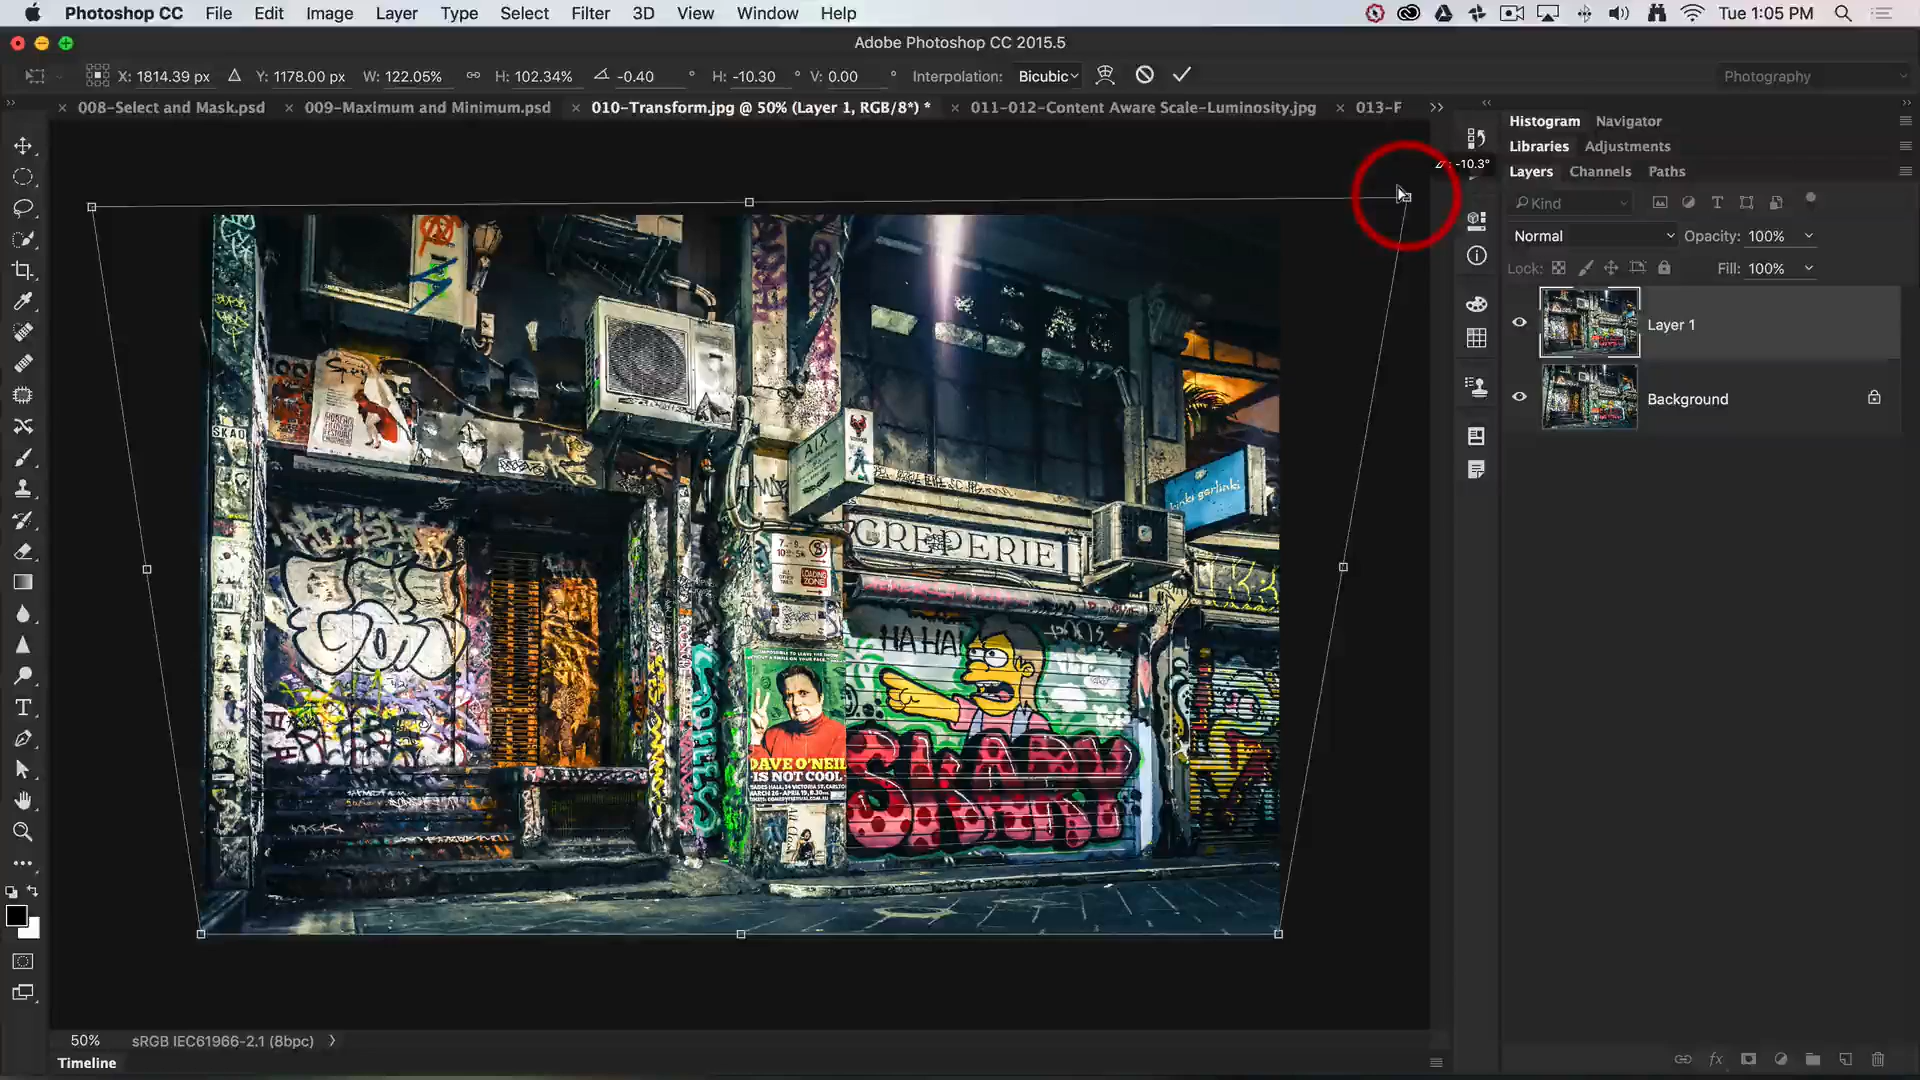 Photoshop CC File Edit Image Layer Type Select Filter 3D View Window Help Tue 1:05 PM
Adobe Photoshop CC 2015.5
X: 1814.39 px Y: 1178.00 px W: 122.05% H: 102.34% -0.40 ° H: -10.30 ° V: 0.00 ° Interpolation: Bicubic Photography
008-Select and Mask.psd 009-Maximum and Minimum.psd 010-Transform.jpg @ 50% (Layer 1, RGB/8*) * 011-012-Content Aware Scale-Luminosity.jpg 013-F
Histogram Navigator
Libraries Adjustments
Layers Channels Paths
: -10.3°
Kind
Normal Opacity: 100%
Lock: Fill: 100%
Layer 1
Background
SKAD
AIX
kinki gerlinki
CREPERIE
LOADING ZONE
HA HA!
DAVE O'NEIL
IS NOT COOL
50% sRGB IEC61966-2.1 (8bpc)
Timeline